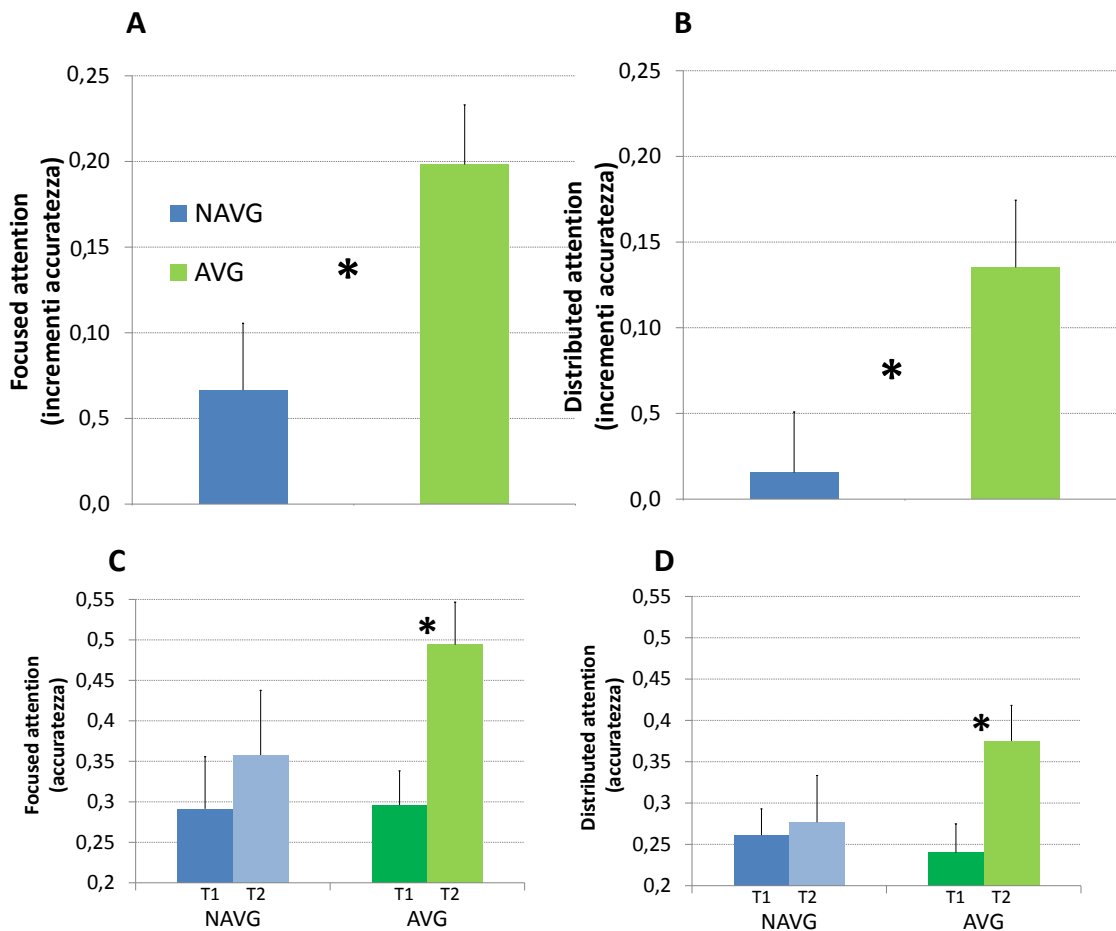 A
0,25
0,20
0,15
0,10
0,5
0,0
Focused attention
(incrementi accuratezza)
NAVG
AVG
*
B
0,25
0,20
0,15
0,10
0,5
0,0
Distributed attention
(incrementi accuratezza)
*
C
0,55
0,5
0,45
0,4
0,35
0,3
0,25
0,2
Focused attention
(accuratezza)
*
T1 T2 T1 T2
NAVG AVG
D
0,55
0,5
0,45
0,4
0,35
0,3
0,25
0,2
Distributed attention
(accuratezza)
*
T1 T2 T1 T2
NAVG AVG